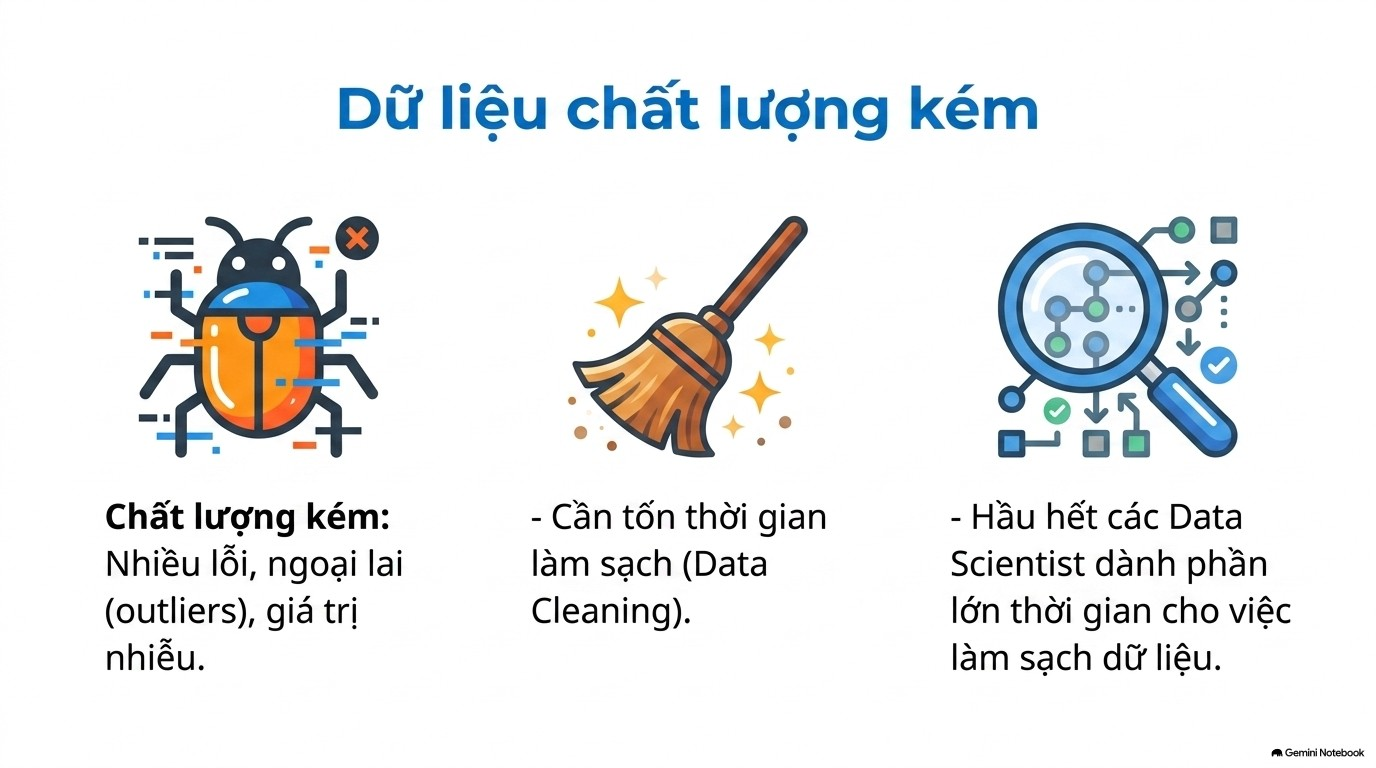 Dữ liệu chất lượng kém
Chất lượng kém:
Nhiều lỗi, ngoại lai
(outliers), giá trị
nhiễu.
- Cần tốn thời gian
làm sạch (Data
Cleaning).
- Hầu hết các Data
Scientist dành phần
lớn thời gian cho việc
làm sạch dữ liệu.
Gemini Notebook